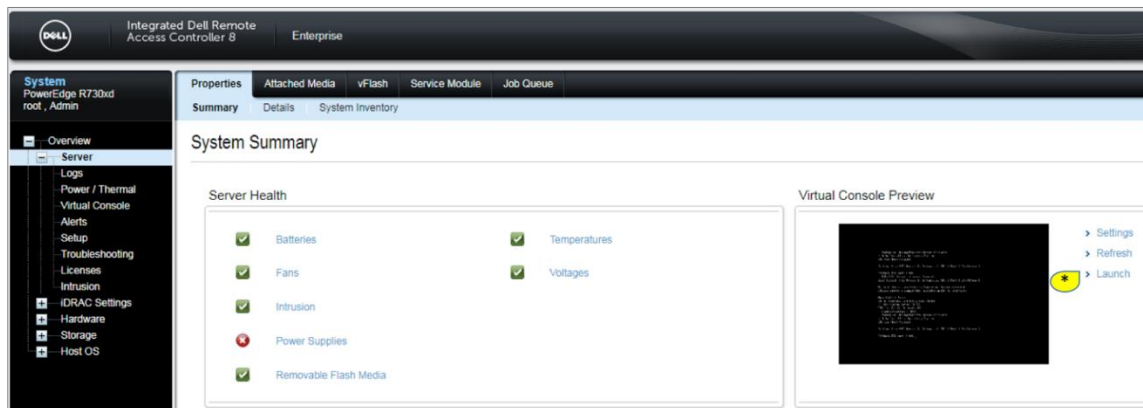 DELL
Integrated Dell Remote
Access Controller 8
Enterprise
System
PowerEdge R730xd
root , Admin
Properties Attached Media vFlash Service Module Job Queue
Summary Details System Inventory
Overview
Server
Logs
Power / Thermal
Virtual Console
Alerts
Setup
Troubleshooting
Licenses
Intrusion
iDRAC Settings
Hardware
Storage
Host OS
System Summary
Server Health
Batteries
Fans
Intrusion
Power Supplies
Removable Flash Media
Temperatures
Voltages
Virtual Console Preview
Settings
Refresh
Launch
*